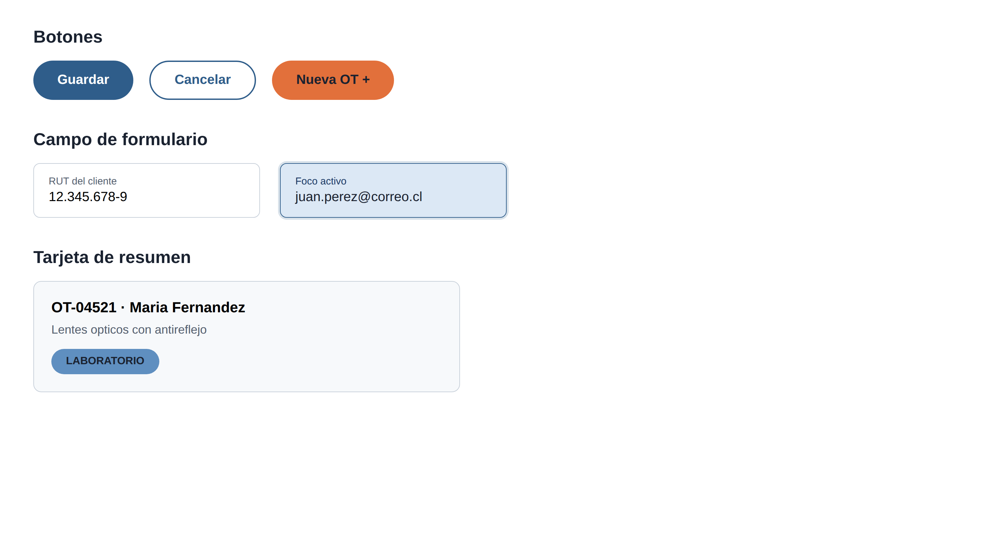 Botones
Guardar
Cancelar
Nueva OT +
Campo de formulario
RUT del cliente
12.345.678-9
Foco activo
juan.perez@correo.cl
Tarjeta de resumen
OT-04521 · Maria Fernandez
Lentes opticos con antireflejo
LABORATORIO